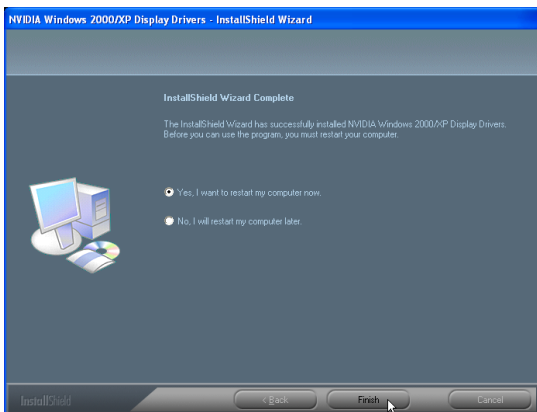 NVIDIA Windows 2000/XP Display Drivers - InstallShield Wizard
InstallShield Wizard Complete
The InstallShield Wizard has successfully installed NVIDIA Windows 2000/XP Display Drivers.
Before you can use the program, you must restart your computer.
Yes, I want to restart my computer now.
No, I will restart my computer later.
InstallShield
< Back
Finish
Cancel